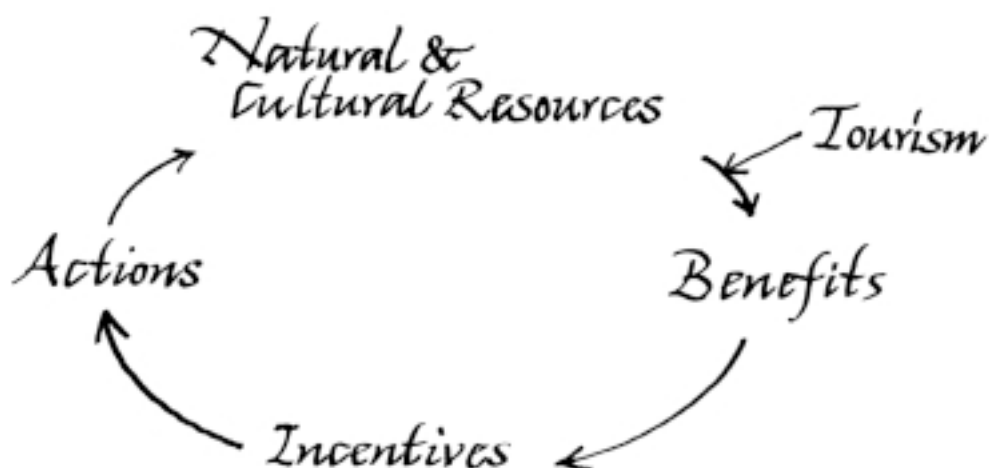 Natural &
Cultural Resources
Tourism
Actions
Benefits
Incentives